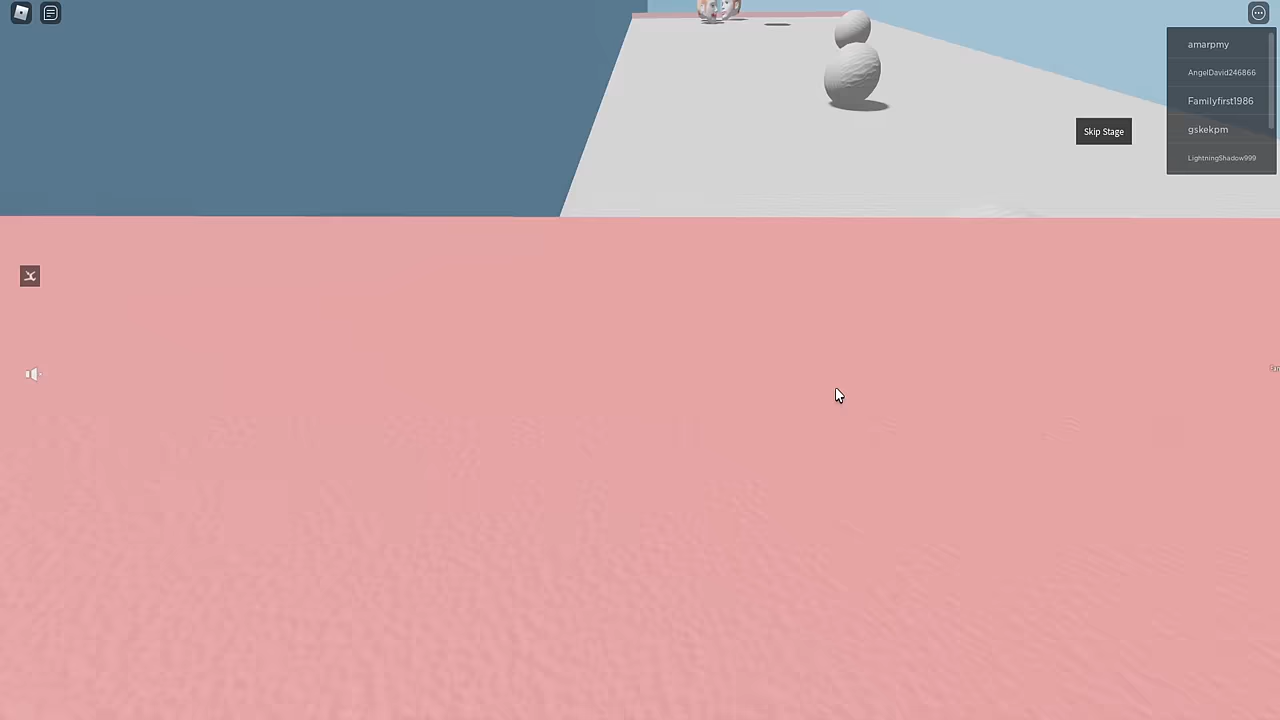 amarpmy
AngelDavid246866
Familyfirst1986
Skip Stage
gskekpm
LightningShadow999